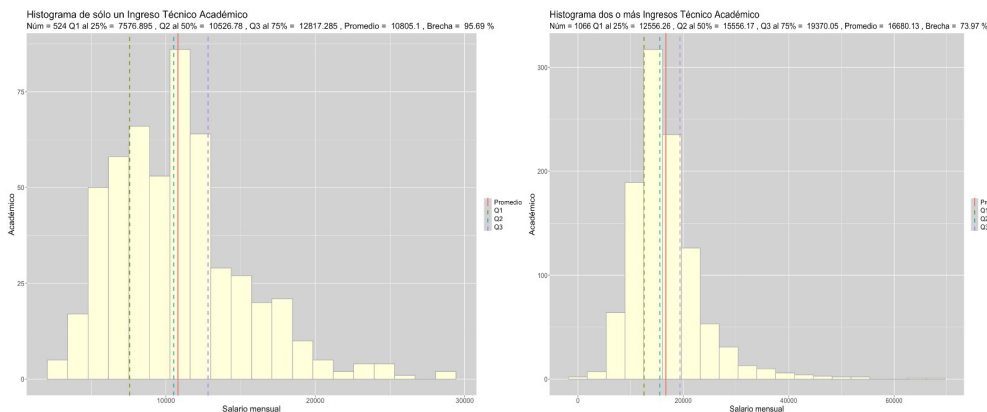 Histograma de sólo un Ingreso Técnico Académico
Núm = 524 Q1 al 25% = 7576.895 , Q2 al 50% = 10526.78 , Q3 al 75% = 12817.285 , Promedio = 10805.1 , Brecha = 95.69 %
75
50
25
0
Académico
10000
20000
30000
Salario mensual
Promedio
Q1
Q2
Q3
Histograma dos o más Ingresos Técnico Académico
Núm = 1066 Q1 al 25% = 12556.26 , Q2 al 50% = 15556.17 , Q3 al 75% = 19370.05 , Promedio = 16680.13 , Brecha = 73.97 %
300
200
100
0
Académico
0
20000
40000
60000
Salario mensual
Pr
Q1
Q2
Q3